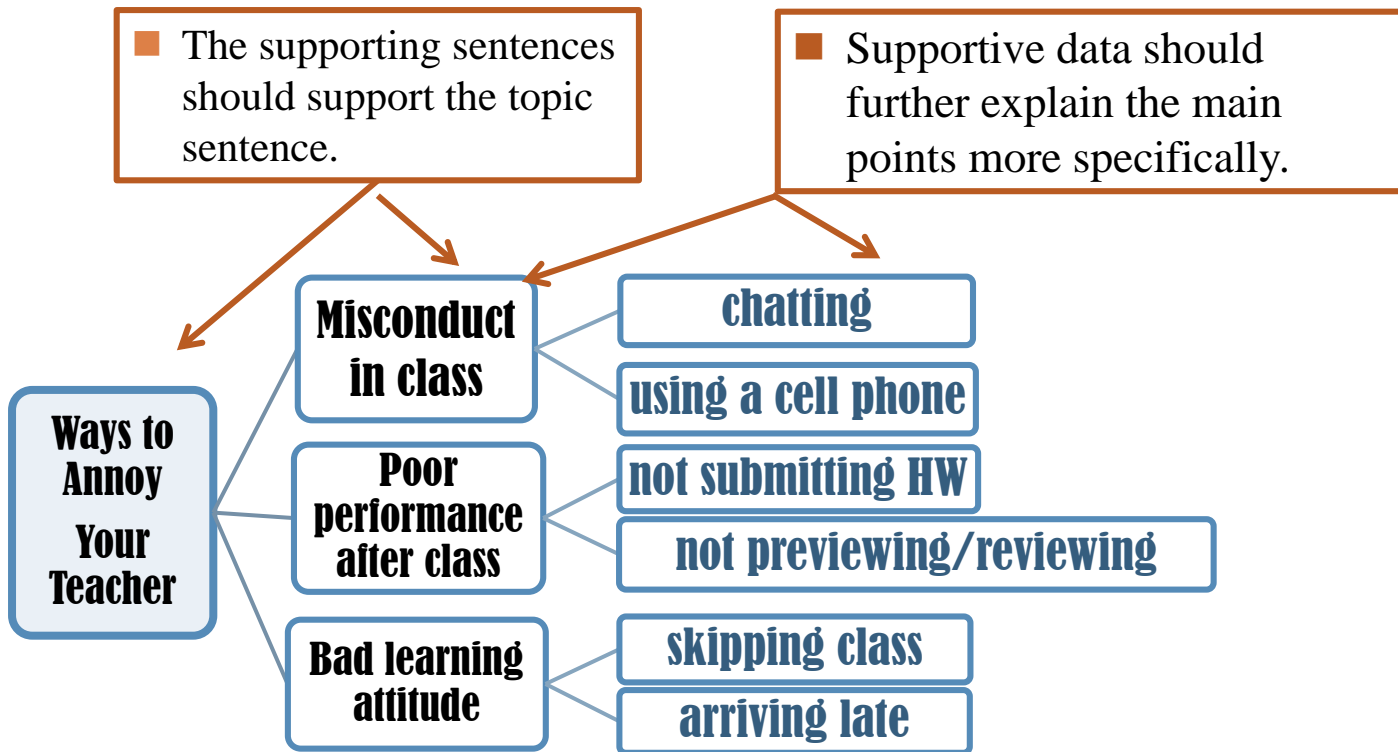 The supporting sentences
should support the topic
sentence.
Supportive data should
further explain the main
points more specifically.
Ways to
Annoy
Your
Teacher
Misconduct
in class
chatting
using a cell phone
Poor
performance
after class
not submitting HW
not previewing/reviewing
Bad learning
attitude
skipping class
arriving late